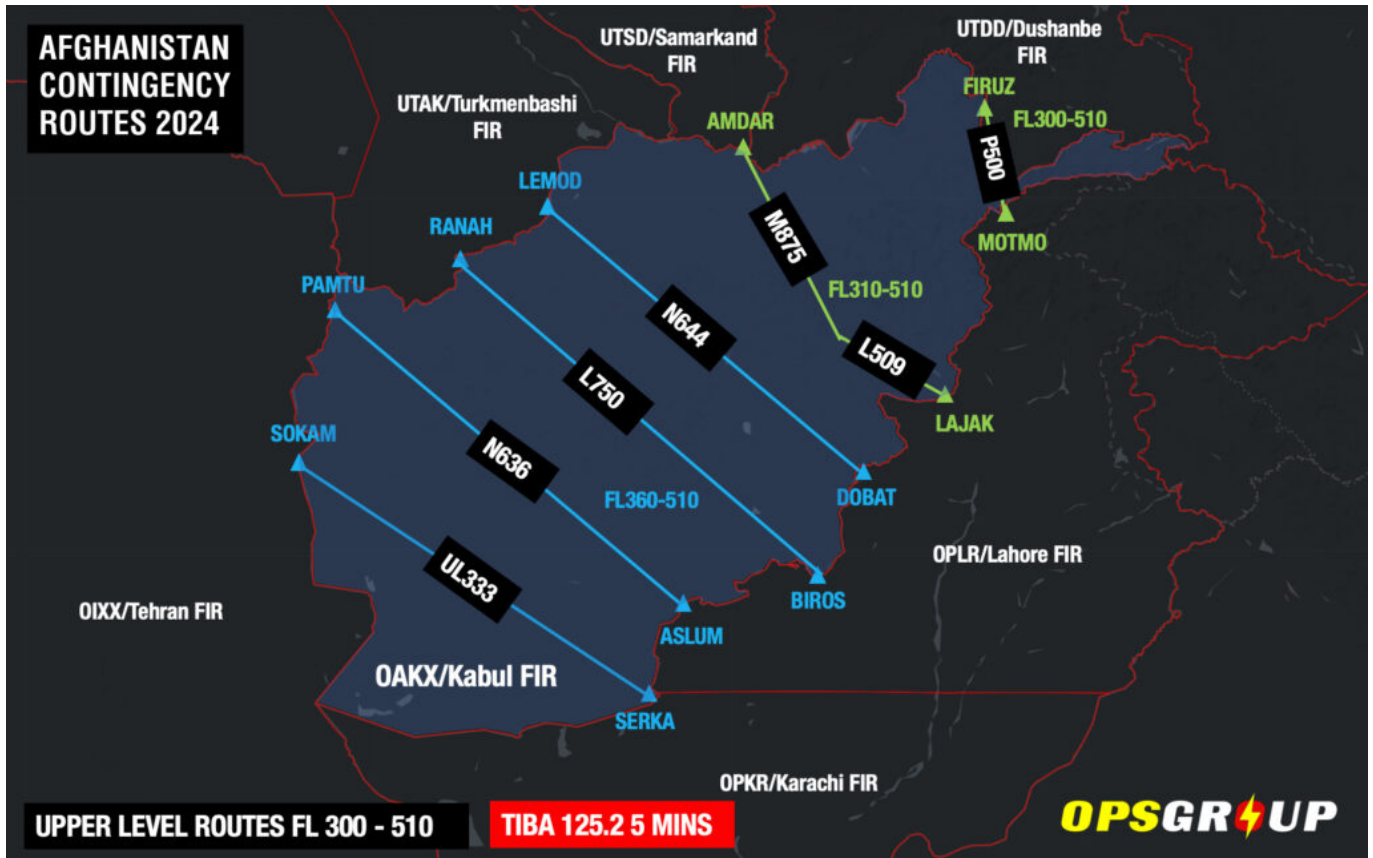 AFGHANISTAN
CONTINGENCY
ROUTES 2024
UTSD/Samarkand
FIR
UTDD/Dushanbe
FIR
UTAK/Turkmenbashi
FIR
FIRUZ
FL300-510
AMDAR
P500
LEMOD
MOTMO
RANAH
M875
PAMTU
FL310-510
N644
L509
L750
LAJAK
SOKAM
N636
FL360-510
DOBAT
OPLR/Lahore FIR
UL333
BIROS
OIXX/Tehran FIR
ASLUM
OAKX/Kabul FIR
SERKA
OPKR/Karachi FIR
UPPER LEVEL ROUTES FL 300 - 510
TIBA 125.2 5 MINS
OPSGROUP